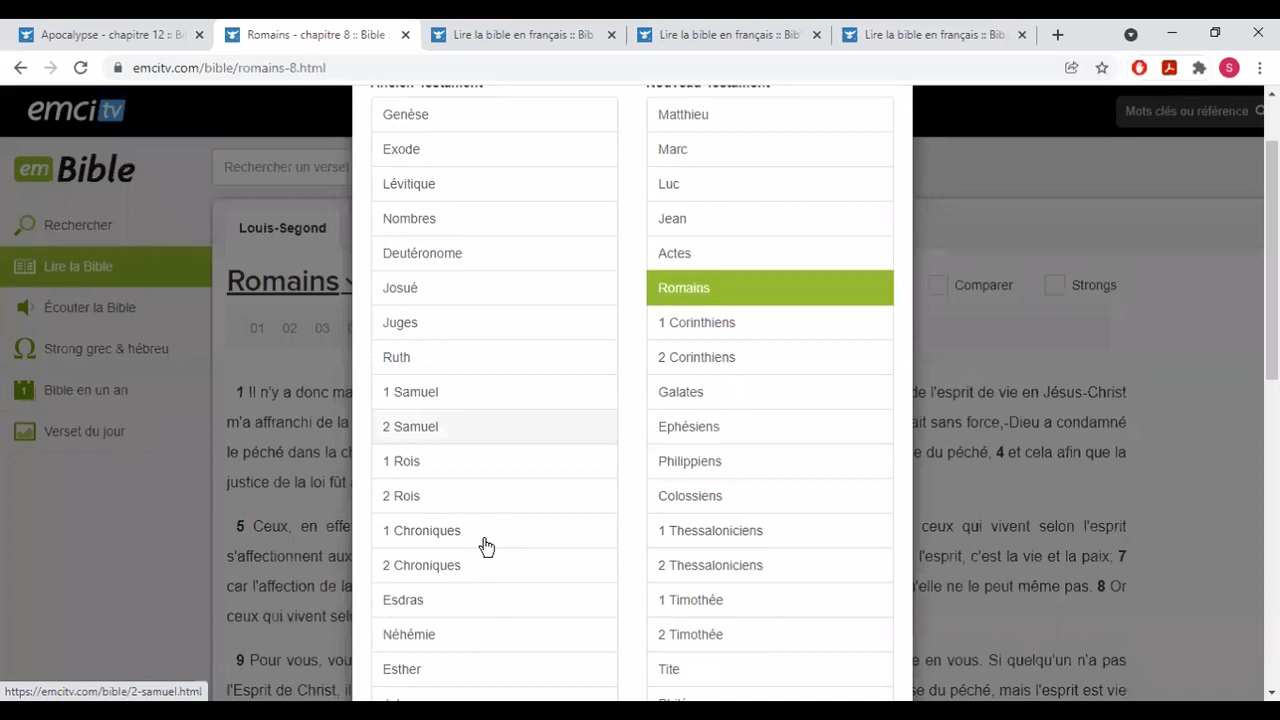 Apocalypse - chapitre 12 :: Bi
Romains - chapitre 8 :: Bible
Lire la bible en français :: Bib
Lire la bible en français :: Bib
Lire la bible en français :: Bib
emcitv.com/bible/romains-8.html
S
emci tv
Mots clés ou référence
em Bible
Rechercher un verset
Rechercher
Lire la Bible
Écouter la Bible
Strong grec & hébreu
Bible en un an
Verset du jour
Louis-Segond
Romains
Comparer
Strongs
01 02 03
Ancien Testament
Genèse
Exode
Lévitique
Nombres
Deutéronome
Josué
Juges
Ruth
1 Samuel
2 Samuel
1 Rois
2 Rois
1 Chroniques
2 Chroniques
Esdras
Néhémie
Esther
Nouveau Testament
Matthieu
Marc
Luc
Jean
Actes
Romains
1 Corinthiens
2 Corinthiens
Galates
Ephésiens
Philippiens
Colossiens
1 Thessaloniciens
2 Thessaloniciens
1 Timothée
2 Timothée
Tite
1 Il n'y a donc ma de l'esprit de vie en Jésus-Christ
m'a affranchi de la ait sans force,-Dieu a condamné
le péché dans la c du péché, 4 et cela afin que la
justice de la loi fût
5 Ceux, en effe ceux qui vivent selon l'esprit
s'affectionnent aux l'esprit, c'est la vie et la paix; 7
car l'affection de la u'elle ne le peut même pas. 8 Or
ceux qui vivent sel
9 Pour vous, vou e en vous. Si quelqu'un n'a pas
l'Esprit de Christ, il se du péché, mais l'esprit est vie
https://emcitv.com/bible/2-samuel.html